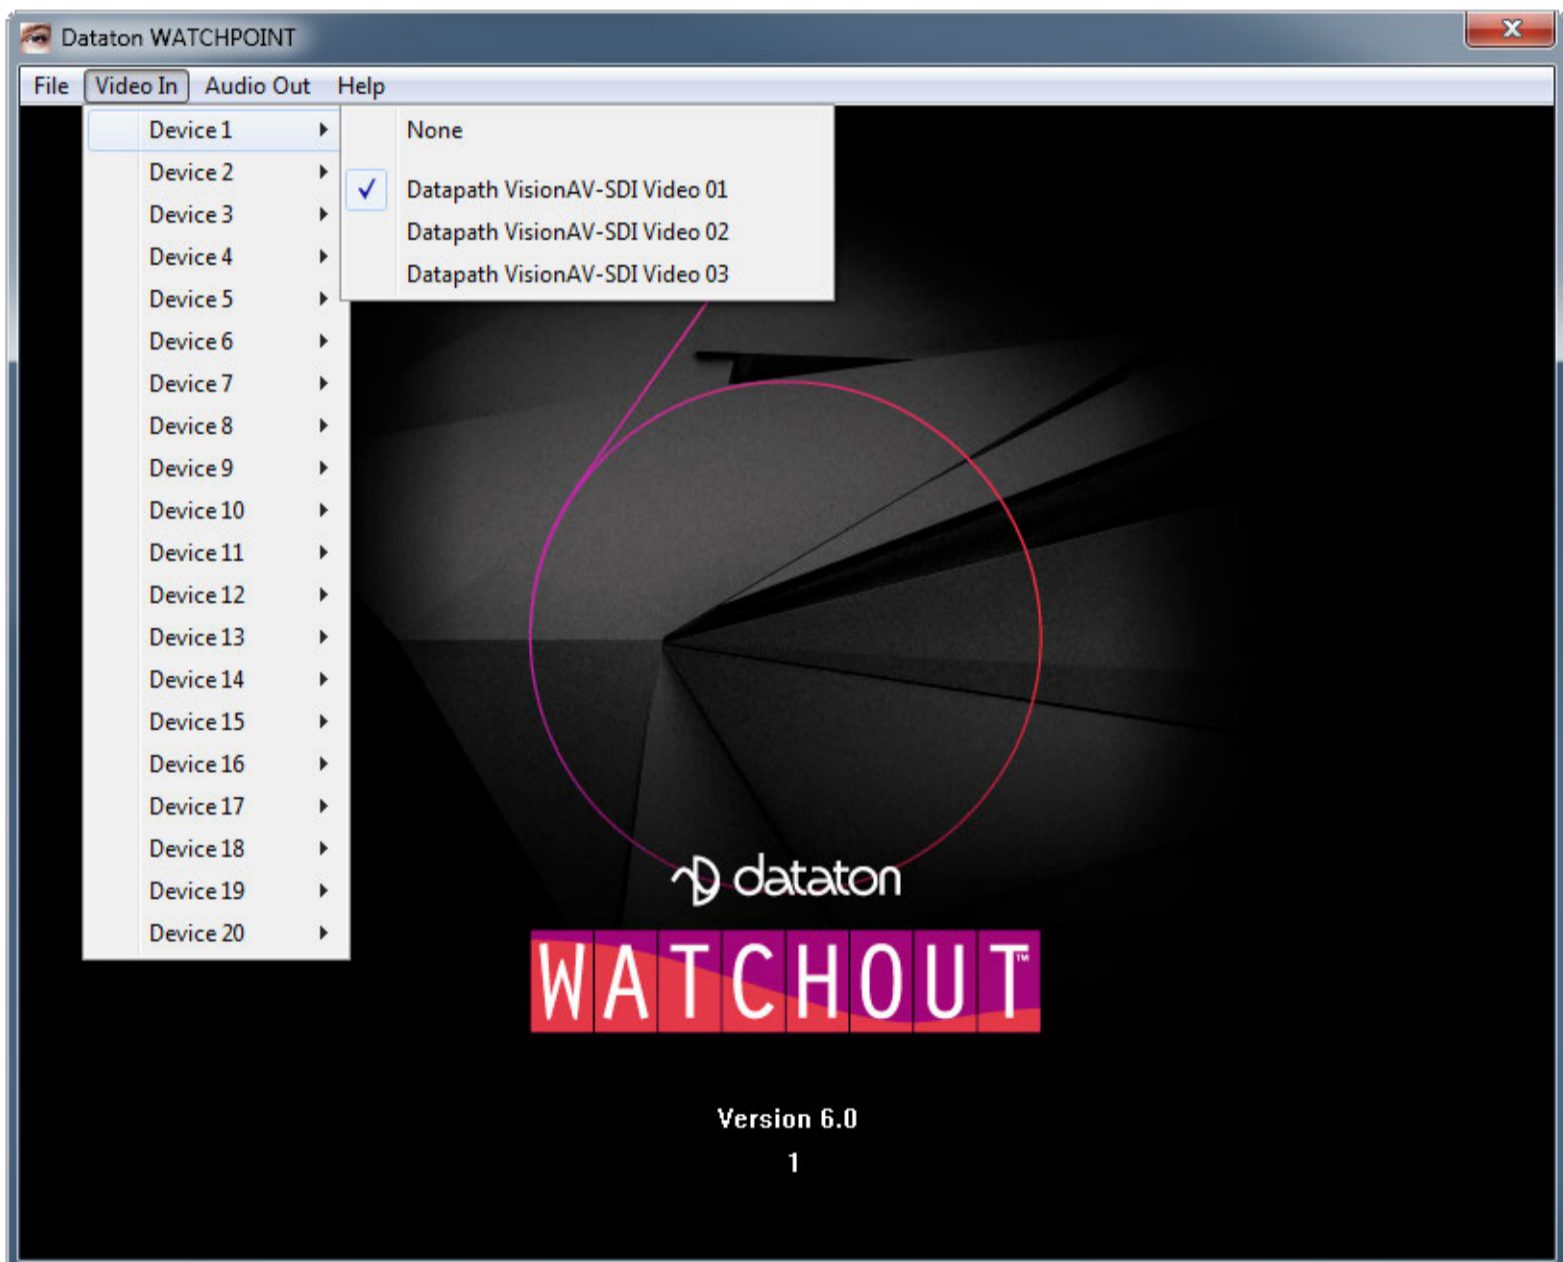 Dataton WATCHPOINT
x
File Video In Audio Out Help
Device 1
Device 2
Device 3
Device 4
Device 5
Device 6
Device 7
Device 8
Device 9
Device 10
Device 11
Device 12
Device 13
Device 14
Device 15
Device 16
Device 17
Device 18
Device 19
Device 20
None
Datapath VisionAV-SDI Video 01
Datapath VisionAV-SDI Video 02
Datapath VisionAV-SDI Video 03
dataton
WATCHOUT™
Version 6.0
1